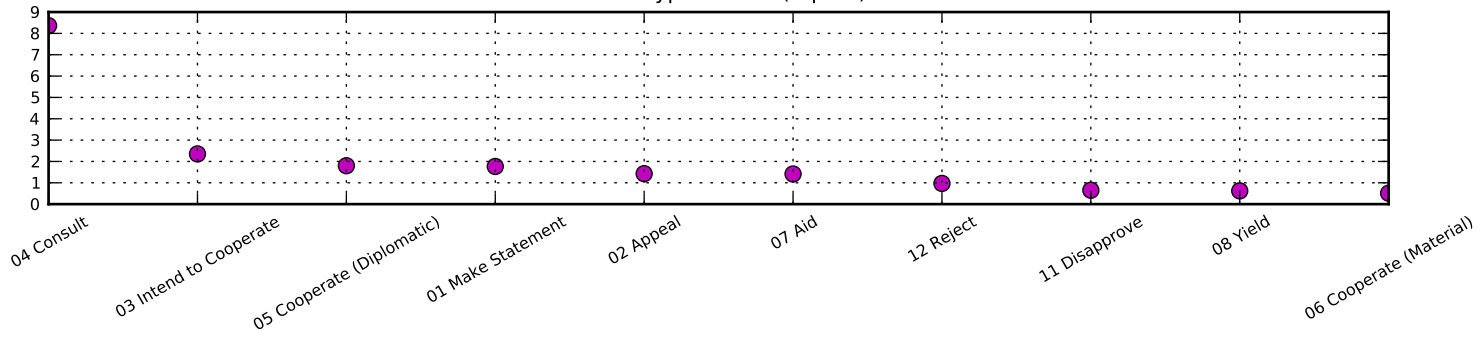 9
8
7
6
5
4
3
2
1
0
04 Consult
03 Intend to Cooperate
05 Cooperate (Diplomatic)
01 Make Statement
02 Appeal
07 Aid
12 Reject
11 Disapprove
08 Yield
06 Cooperate (Material)